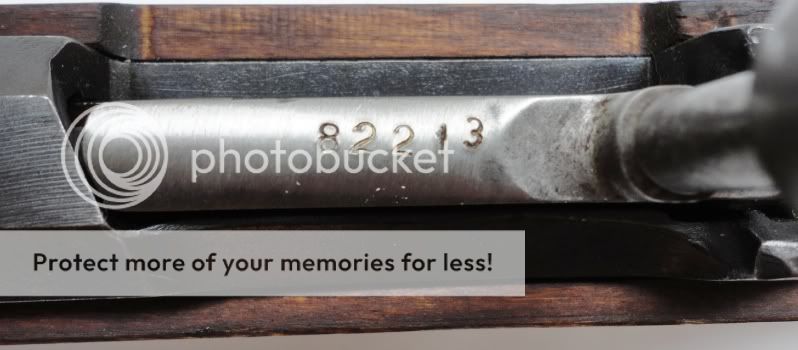 82213
photobucket
Protect more of your memories for less!